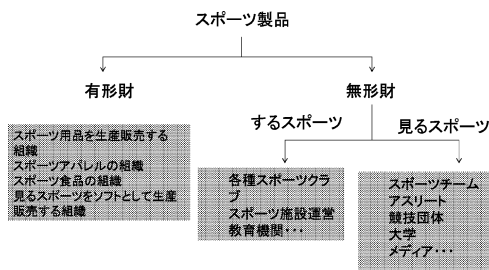 スポーツ製品
有形財
無形財
するスポーツ
見るスポーツ
スポーツ用品を生産販売する
組織
スポーツアパレルの組織
スポーツ食品の組織
見るスポーツをソフトとして生産
販売する組織
各種スポーツクラ
ブ
スポーツ施設運営
教育機関・・・
スポーツチーム
アスリート
競技団体
大学
メディア・・・